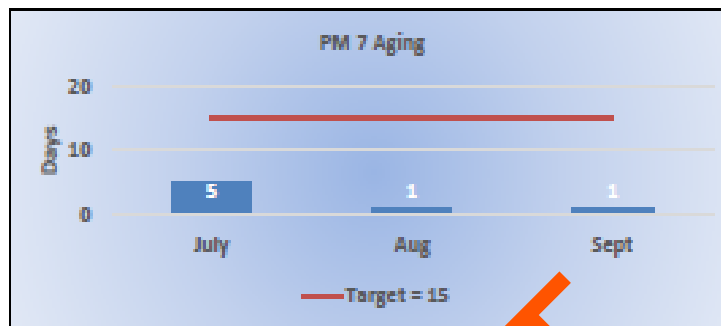 PM 7 Aging
20
Days
10
5
1
1
0
July
Aug
Sept
Target = 15